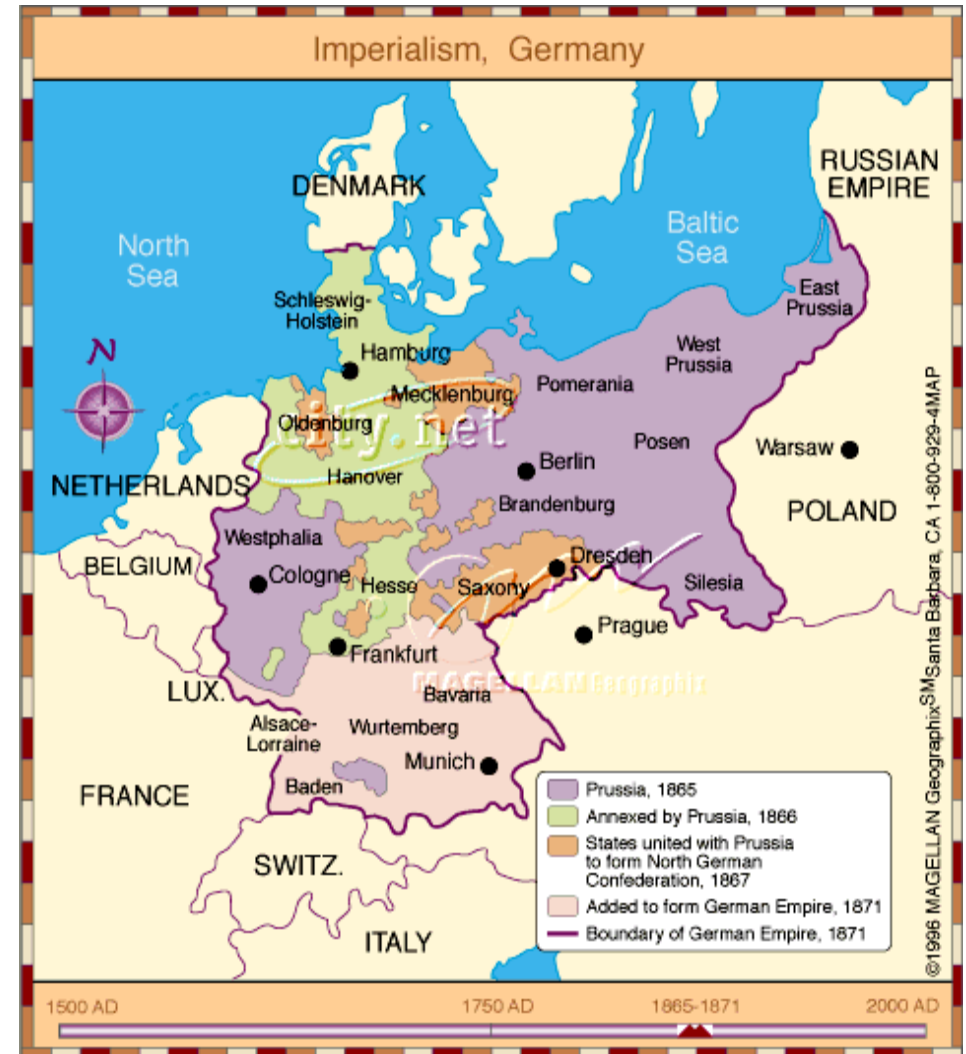 Imperialism, Germany
DENMARK
RUSSIAN
EMPIRE
North
Sea
Baltic
Sea
East
Prussia
Schleswig-
Holstein
West
Prussia
N
Hamburg
Mecklenburg
Pomerania
Oldenburg
city.net
Posen
Warsaw
Berlin
Hanover
NETHERLANDS
Brandenburg
POLAND
Westphalia
BELGIUM
Cologne
Hesse
Dresden
Saxony
Silesia
Prague
Frankfurt
MAGELLAN Geographix
LUX.
Bavaria
Alsace-
Lorraine
Wurtemberg
Munich
Baden
FRANCE
SWITZ.
ITALY
Prussia, 1865
Annexed by Prussia, 1866
States united with Prussia
to form North German
Confederation, 1867
Added to form German Empire, 1871
Boundary of German Empire, 1871
©1996 MAGELLAN GeographixSMSanta Barbara, CA 1-800-929-4MAP
1500 AD
1750 AD
1865-1871
2000 AD